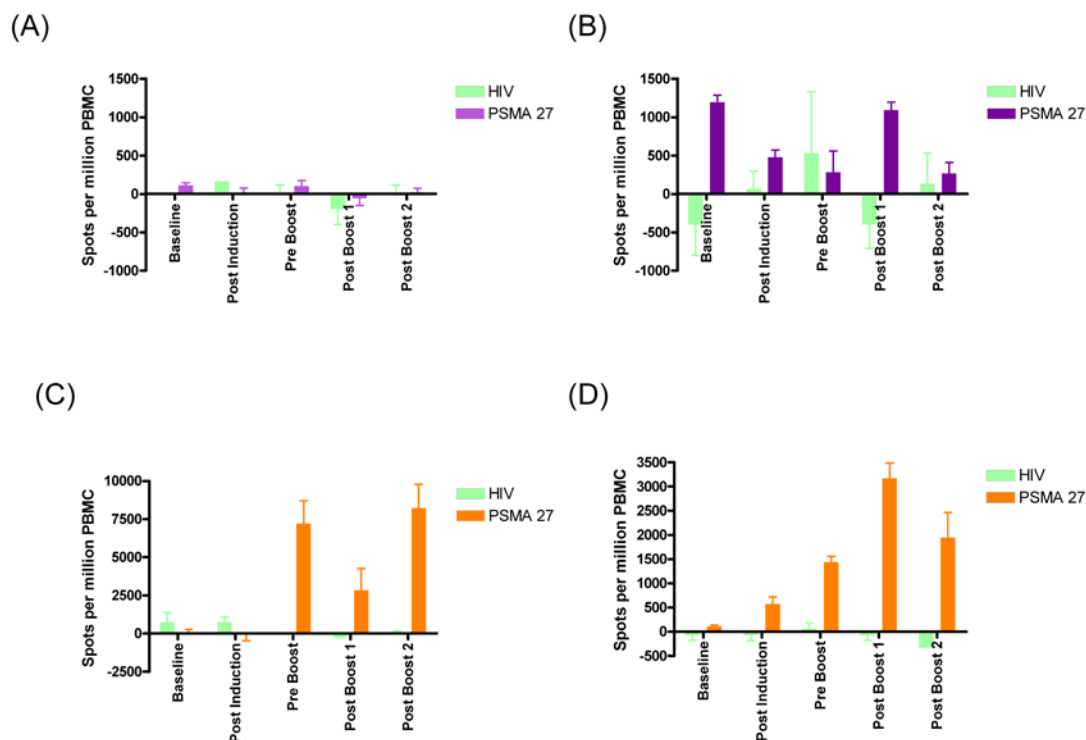 (A)
Spots per million PBMC
1500
1000
500
0
-500
-1000
Baseline
Post Induction
Pre Boost
Post Boost 1
Post Boost 2
HIV
PSMA 27
(B)
Spots per million PBMC
1500
1000
500
0
-500
-1000
Baseline
Post Induction
Pre Boost
Post Boost 1
Post Boost 2
HIV
PSMA 27
(C)
Spots per million PBMC
10000
7500
5000
2500
0
-2500
Baseline
Post Induction
Pre Boost
Post Boost 1
Post Boost 2
HIV
PSMA 27
(D)
Spots per million PBMC
3500
3000
2500
2000
1500
1000
500
0
-500
Baseline
Post Induction
Pre Boost
Post Boost 1
Post Boost 2
HIV
PSMA 27